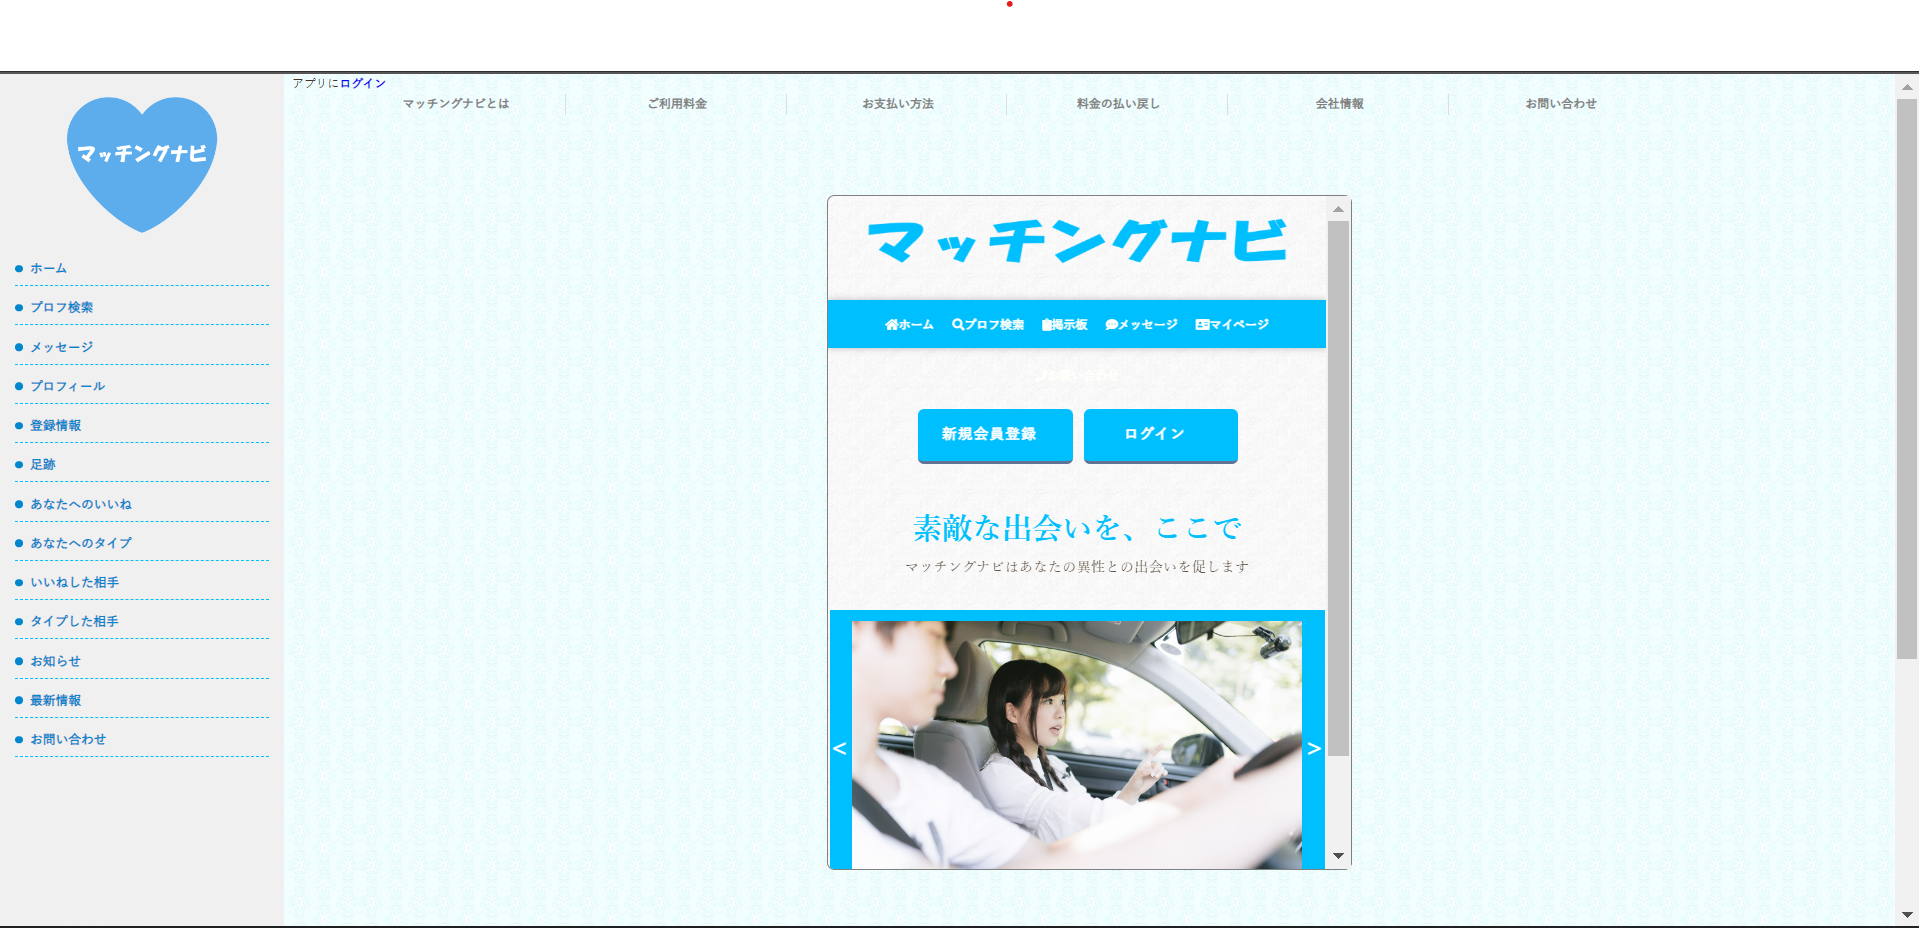 アプリにログイン
マッチングナビとは ご利用料金 お支払い方法 料金の払い戻し 会社情報 お問い合わせ
マッチングナビ
ホーム
プロフ検索
メッセージ
プロフィール
登録情報
足跡
あなたへのいいね
あなたへのタイプ
いいねした相手
タイプした相手
お知らせ
最新情報
お問い合わせ
マッチングナビ
ホーム プロフ検索 掲示板 メッセージ マイページ
お問い合わせ
新規会員登録 ログイン
素敵な出会いを、ここで
マッチングナビはあなたの異性との出会いを促します
< >